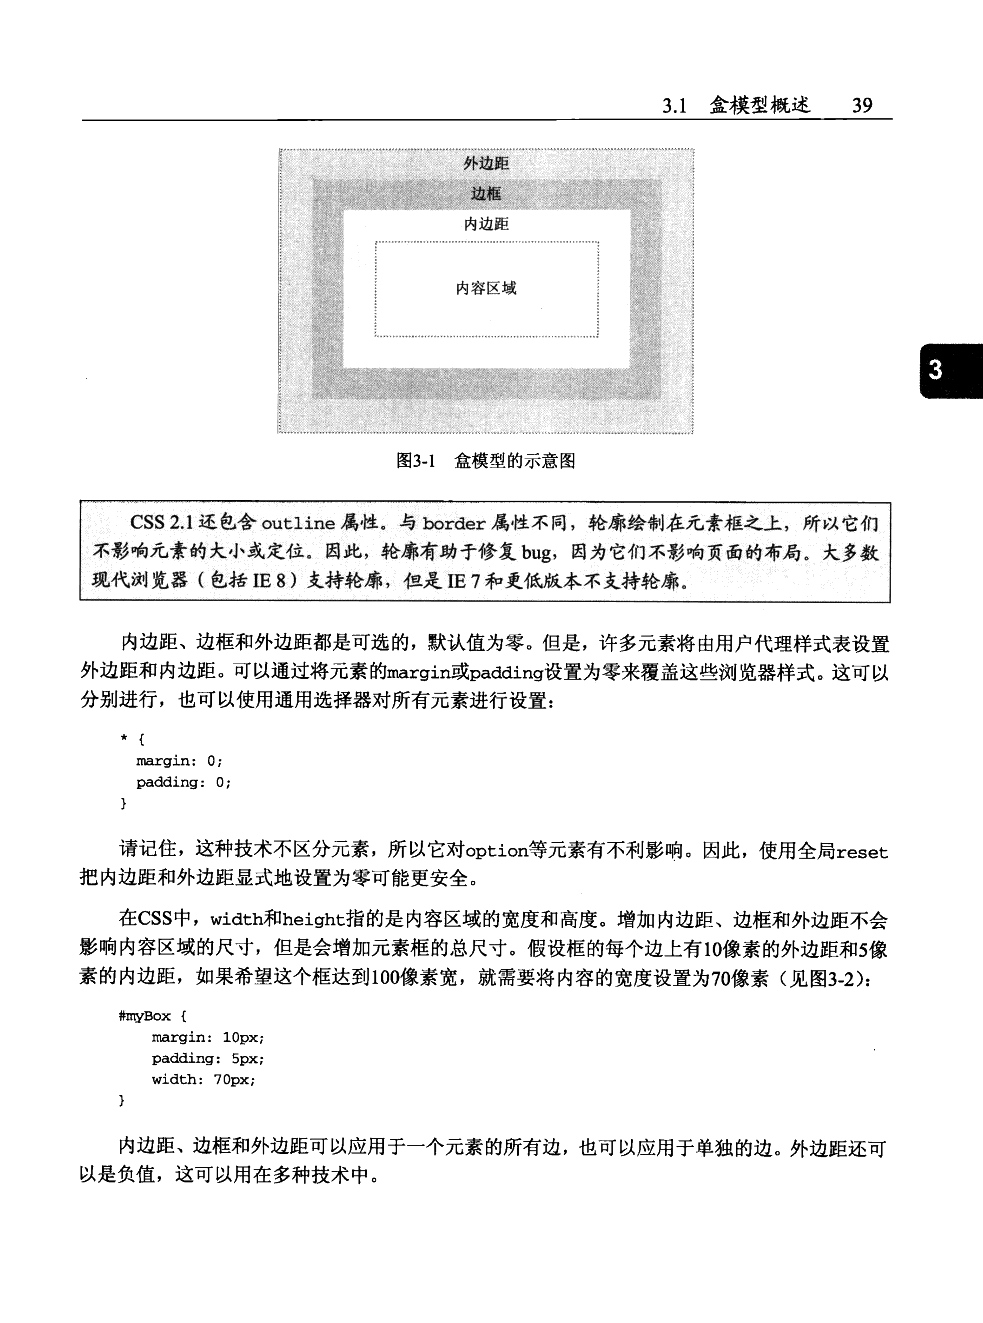 3.1 盒模型概述 39
外边距
边框
内边距
内容区域
3
图3-1 盒模型的示意图
CSS 2.1还包含 outline 属性。与 border 属性不同，轮廓绘制在元素框之上，所以它们
不影响元素的大小或定位。因此，轮廓有助于修复 bug，因为它们不影响页面的布局。大多数
现代浏览器（包括 IE 8）支持轮廓，但是 IE 7 和更低版本不支持轮廓。
内边距、边框和外边距都是可选的，默认值为零。但是，许多元素将由用户代理样式表设置
外边距和内边距。可以通过将元素的margin或padding设置为零来覆盖这些浏览器样式。这可以
分别进行，也可以使用通用选择器对所有元素进行设置：
* {
margin: 0;
padding: 0;
}
请记住，这种技术不区分元素，所以它对option等元素有不利影响。因此，使用全局reset
把内边距和外边距显式地设置为零可能更安全。
在CSS中，width和height指的是内容区域的宽度和高度。增加内边距、边框和外边距不会
影响内容区域的尺寸，但是会增加元素框的总尺寸。假设框的每个边上有10像素的外边距和5像
素的内边距，如果希望这个框达到100像素宽，就需要将内容的宽度设置为70像素（见图3-2）：
#myBox {
margin: 10px;
padding: 5px;
width: 70px;
}
内边距、边框和外边距可以应用于一个元素的所有边，也可以应用于单独的边。外边距还可
以是负值，这可以用在多种技术中。